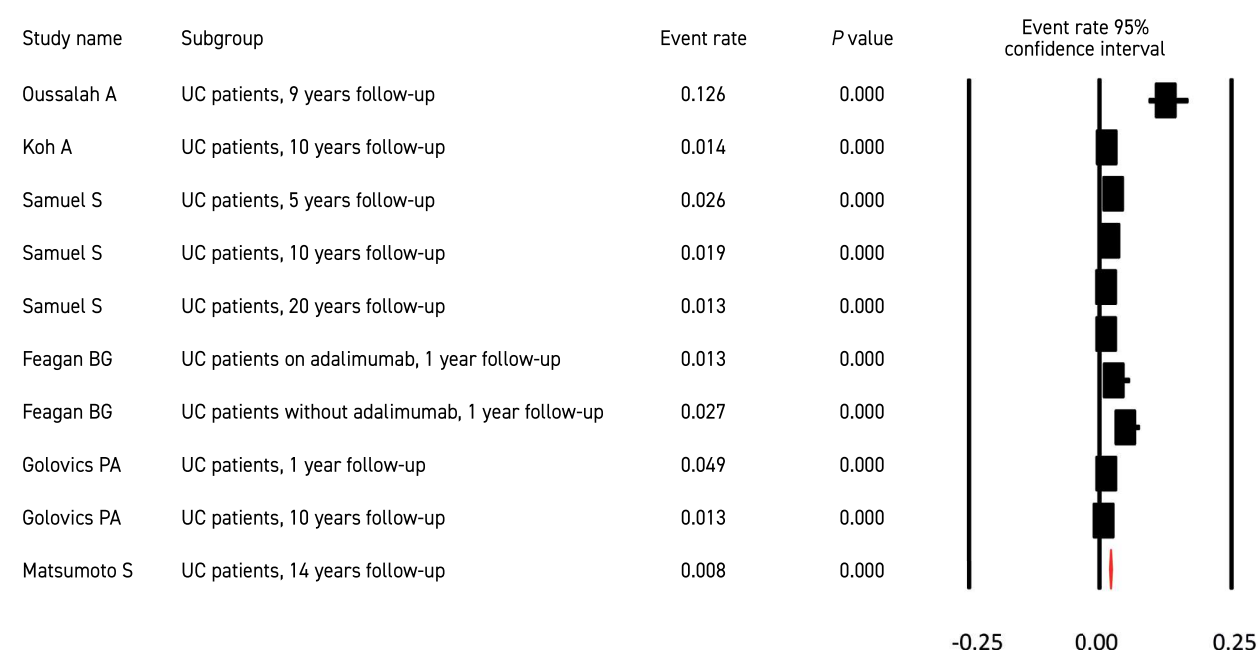 Study name Subgroup Event rate P value Event rate 95%
confidence interval
Oussalah A UC patients, 9 years follow-up 0.126 0.000
Koh A UC patients, 10 years follow-up 0.014 0.000
Samuel S UC patients, 5 years follow-up 0.026 0.000
Samuel S UC patients, 10 years follow-up 0.019 0.000
Samuel S UC patients, 20 years follow-up 0.013 0.000
Feagan BG UC patients on adalimumab, 1 year follow-up 0.013 0.000
Feagan BG UC patients without adalimumab, 1 year follow-up 0.027 0.000
Golovics PA UC patients, 1 year follow-up 0.049 0.000
Golovics PA UC patients, 10 years follow-up 0.013 0.000
Matsumoto S UC patients, 14 years follow-up 0.008 0.000
-0.25 0.00 0.25